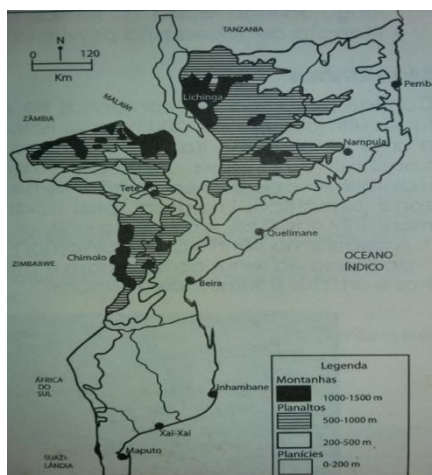 TANZANIA
N
0 120
Km
Lichinga
Pemba
MALAWI
ZÂMBIA
Nampula
Tete
Quelimane
Chimoio
OCEANO
ÍNDICO
ZIMBABWE
Beira
Legenda
Montanhas
1000-1500 m
Planaltos
500-1000 m
200-500 m
Planícies
0-200 m
ÁFRICA
DO
SUL
Inhambane
Xai-Xai
Maputo
SUAZI-
LÂNDIA